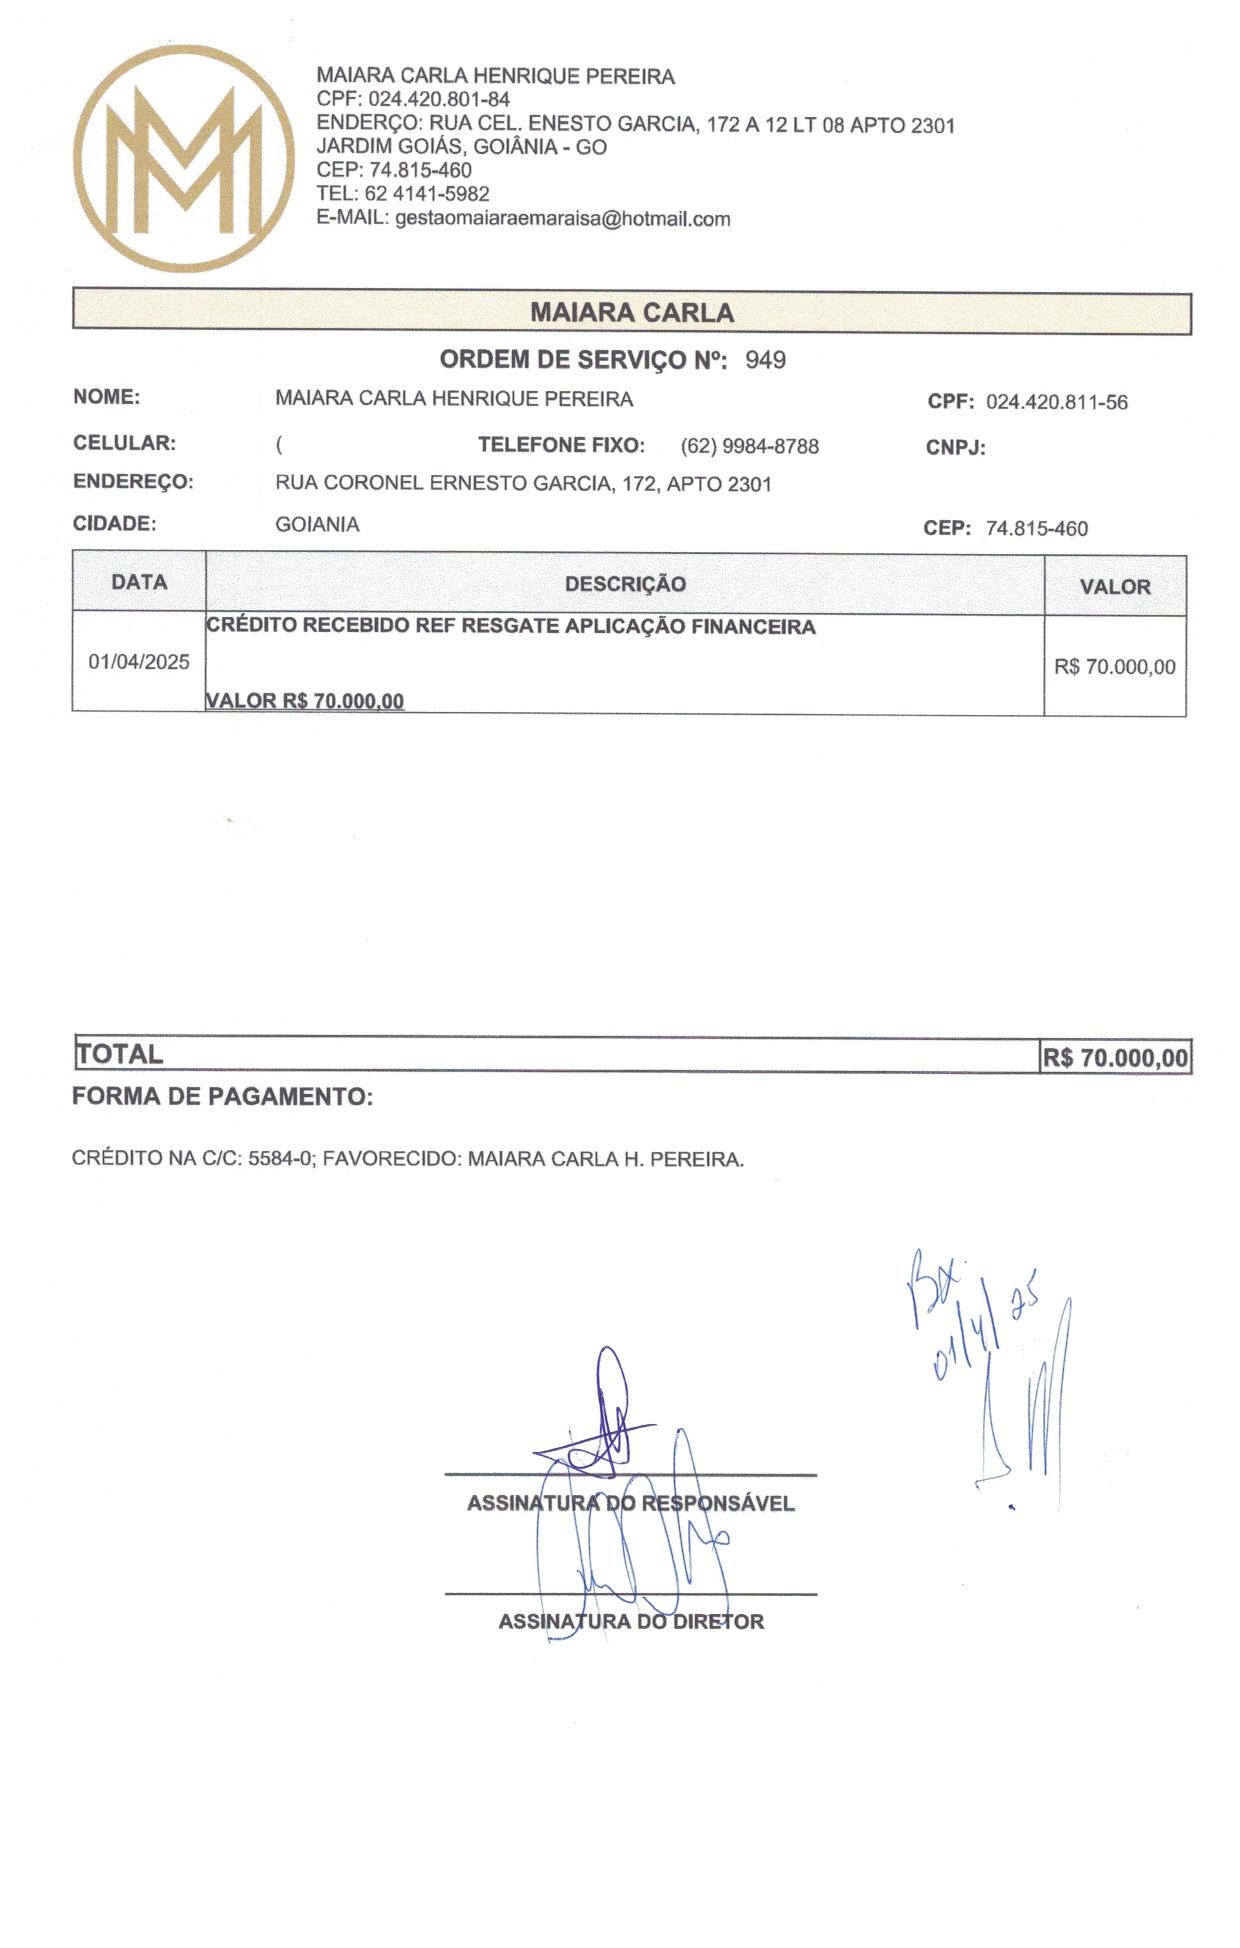 MAIARA CARLA HENRIQUE PEREIRA
CPF: 024.420.801-84
ENDERÇO: RUA CEL. ENESTO GARCIA, 172 A 12 LT 08 APTO 2301
JARDIM GOIÁS, GOIÂNIA - GO
CEP: 74.815-460
TEL: 62 4141-5982
E-MAIL: gestaomaiaraemaraisa@hotmail.com
MAIARA CARLA
ORDEM DE SERVIÇO Nº: 949
NOME: MAIARA CARLA HENRIQUE PEREIRA CPF: 024.420.811-56
CELULAR: ( TELEFONE FIXO: (62) 9984-8788 CNPJ:
ENDEREÇO: RUA CORONEL ERNESTO GARCIA, 172, APTO 2301
CIDADE: GOIANIA CEP: 74.815-460
DATA DESCRIÇÃO VALOR
CRÉDITO RECEBIDO REF RESGATE APLICAÇÃO FINANCEIRA
01/04/2025 R$ 70.000,00
VALOR R$ 70.000,00
TOTAL R$ 70.000,00
FORMA DE PAGAMENTO:
CRÉDITO NA C/C: 5584-0; FAVORECIDO: MAIARA CARLA H. PEREIRA.
Bx.
01/4/25
ASSINATURA DO RESPONSÁVEL
ASSINATURA DO DIRETOR